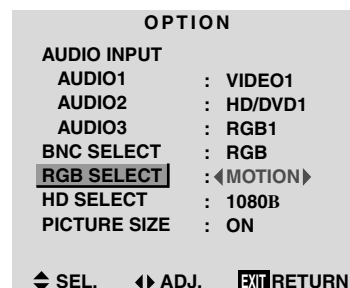 OPTION
AUDIO INPUT
AUDIO1 : VIDEO1
AUDIO2 : HD/DVD1
AUDIO3 : RGB1
BNC SELECT : RGB
RGB SELECT : ◀MOTION▶
HD SELECT : 1080B
PICTURE SIZE : ON
▲▼ SEL. ◀▶ ADJ. EXIT RETURN